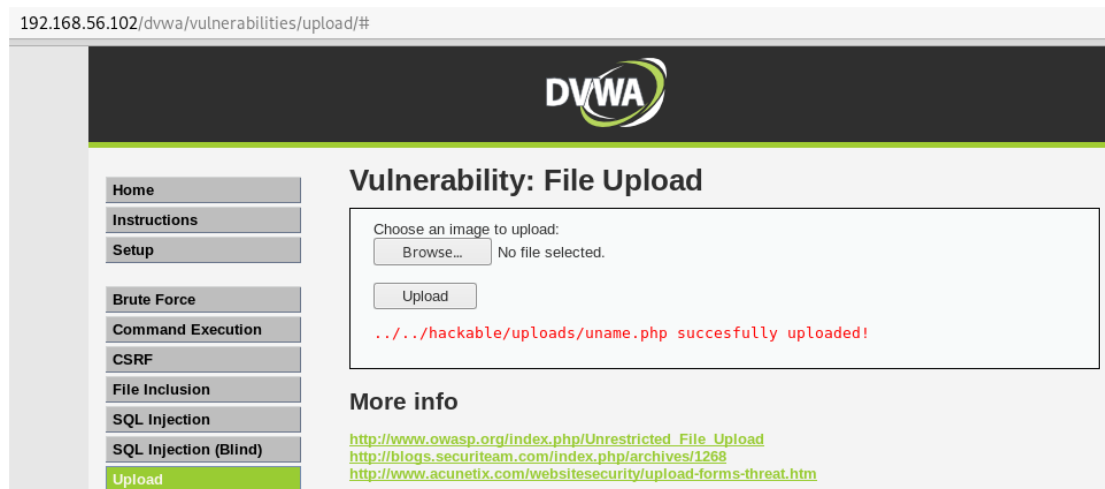 192.168.56.102/dvwa/vulnerabilities/upload/#
DVWA
Home
Instructions
Setup
Brute Force
Command Execution
CSRF
File Inclusion
SQL Injection
SQL Injection (Blind)
Upload
Vulnerability: File Upload
Choose an image to upload:
Browse... No file selected.
Upload
../../hackable/uploads/uname.php succesfully uploaded!
More info
http://www.owasp.org/index.php/Unrestricted_File_Upload
http://blogs.securiteam.com/index.php/archives/1268
http://www.acunetix.com/websitesecurity/upload-forms-threat.htm